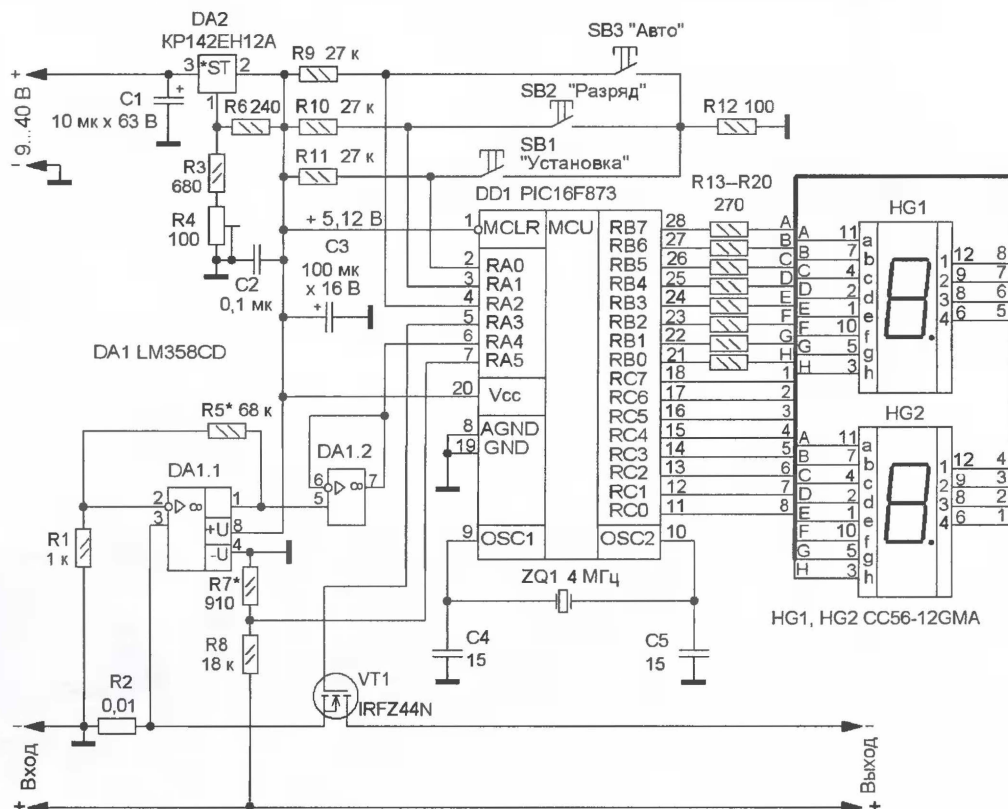 DA2
КР142ЕН12А
3 *ST 2
1
+
9...40 В
-
C1
10 мк x 63 В
+
R6 240
R9 27 к
R10 27 к
R11 27 к
SB3 "Авто"
SB2 "Разряд"
SB1
"Установка"
R12 100
R3
680
R4
100
C2
0,1 мк
+ 5,12 В
C3
100 мк
x 16 В
+
DD1 PIC16F873
MCU
1 MCLR
2 RA0
3 RA1
4 RA2
5 RA3
6 RA4
7 RA5
20 Vcc
8 AGND
19 GND
9 OSC1
RB7 28
RB6 27
RB5 26
RB4 25
RB3 24
RB2 23
RB1 22
RB0 21
RC7 18
RC6 17
RC5 16
RC4 15
RC3 14
RC2 13
RC1 12
RC0 11
OSC2 10
R13–R20
270
A
B
C
D
E
F
G
H
1
2
3
4
5
6
7
8
HG1
A 11 a
B 7 b
C 4 c
D 2 d
E 1 e
F 10 f
G 5 g
H 3 h
1 12 8
2 9 7
3 8 6
4 6 5
HG2
A 11 a
B 7 b
C 4 c
D 2 d
E 1 e
F 10 f
G 5 g
H 3 h
1 12 4
2 9 3
3 8 2
4 6 1
HG1, HG2 CC56-12GMA
DA1 LM358CD
R5* 68 к
DA1.1
2 ▷ ∞ 1
3
+U 8
-U 4
DA1.2
6 ▷ ∞ 7
5
R1
1 к
R7*
910
R8
18 к
R2
0,01
VT1
IRFZ44N
ZQ1 4 МГц
C4
15
C5
15
-
Вход
+
-
Выход
+